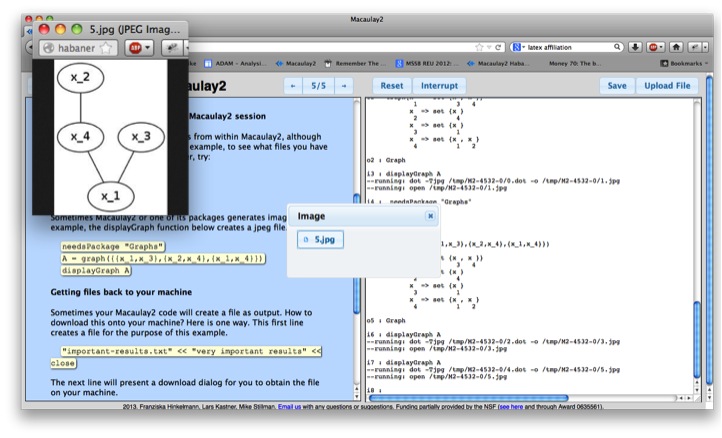 Macaulay2
5.jpg (JPEG Imag...
habaner
ABP
latex affiliation
ke
ADAM - Analysi...
Macaulay2
Remember The ...
MSSB REU 2012: ...
Macaulay2 Haba...
Money 70: The b...
Bookmarks
aulay2
5/5
Reset
Interrupt
Save
Upload File
x_2
x_4
x_3
x_1
Macaulay2 session
s from within Macaulay2, although
example, to see what files you have
r, try:
Sometimes Macaulay2 or one of its packages generates imag
example, the displayGraph function below creates a jpeg file.
needsPackage "Graphs"
A = graph({{x_1,x_3},{x_2,x_4},{x_1,x_4}})
displayGraph A
Getting files back to your machine
Sometimes your Macaulay2 code will create a file as output. How to
download this onto your machine? Here is one way. This first line
creates a file for the purpose of this example.
"important-results.txt" << "very important results" <<
close
The next line will present a download dialog for you to obtain the file
on your machine.
Image
5.jpg
1 3 4
x => set {x }
2 4
x => set {x }
3 1
x => set {x , x }
4 1 2
o2 : Graph
i3 : displayGraph A
--running: dot -Tjpg /tmp/M2-4532-0/0.dot -o /tmp/M2-4532-0/1.jpg
--running: open /tmp/M2-4532-0/1.jpg
i4 : needsPackage "Graphs"
1,x_3},{x_2,x_4},{x_1,x_4}})
{x , x }}
3 4
{x }
4
x => set {x }
3 1
x => set {x , x }
4 1 2
o5 : Graph
i6 : displayGraph A
--running: dot -Tjpg /tmp/M2-4532-0/2.dot -o /tmp/M2-4532-0/3.jpg
--running: open /tmp/M2-4532-0/3.jpg
i7 : displayGraph A
--running: dot -Tjpg /tmp/M2-4532-0/4.dot -o /tmp/M2-4532-0/5.jpg
--running: open /tmp/M2-4532-0/5.jpg
i8 :
2013. Franziska Hinkelmann, Lars Kastner, Mike Stillman. Email us with any questions or suggestions. Funding partially provided by the NSF (see here and through Award 0635561).